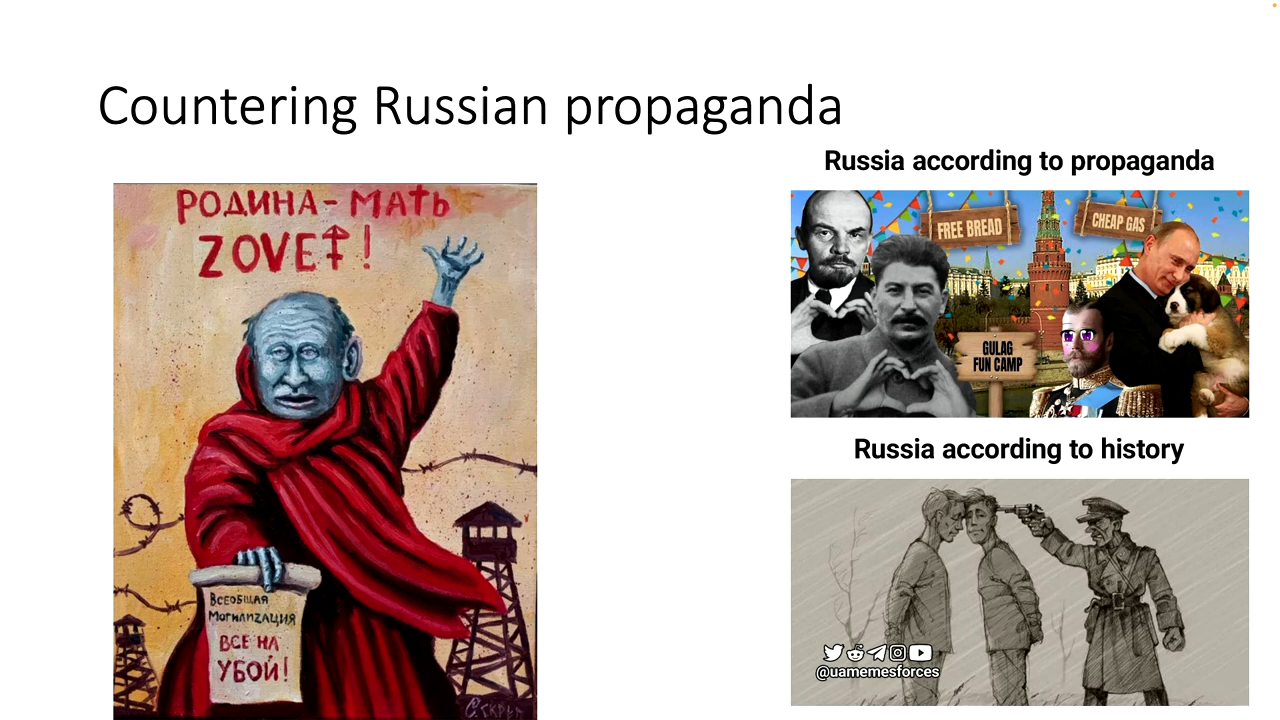 Countering Russian propaganda
РОДИНА-МАТЬ
ZOVET!
ВСЕОБЩАЯ
МОГИЛИZАЦИЯ
ВСЕ НА
УБОЙ!
Russia according to propaganda
FREE BREAD
CHEAP GAS
GULAG
FUN CAMP
Russia according to history
@uamemesforces